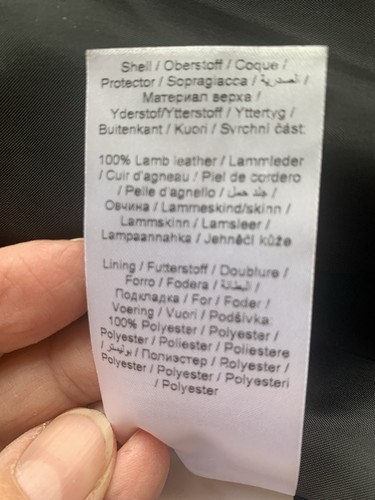 Shell / Oberstoff / Coque /
Protector / Sopragiacca / الصدرية /
Материал верха /
Yderstof/Ytterstoff / Yttertyg /
Buitenkant / Kuori / Svrchní část:
100% Lamb leather / Lammleder
/ Cuir d'agneau / Piel de cordero
/ Pelle d'agnello / جلد حمل /
Овчина / Lammeskind/skinn /
Lammskinn / Lamsleer /
Lampaannahka / Jehněčí kůže
Lining / Futterstoff / Doublure /
Forro / Fodera / البطانة /
Подкладка / For / Foder /
Voering / Vuori / Podšívka:
100% Polyester / Polyester /
Polyester / Poliester / Poliestere
/ بوليستر / Полиэстер / Polyester /
Polyester / Polyester / Polyesteri
/ Polyester